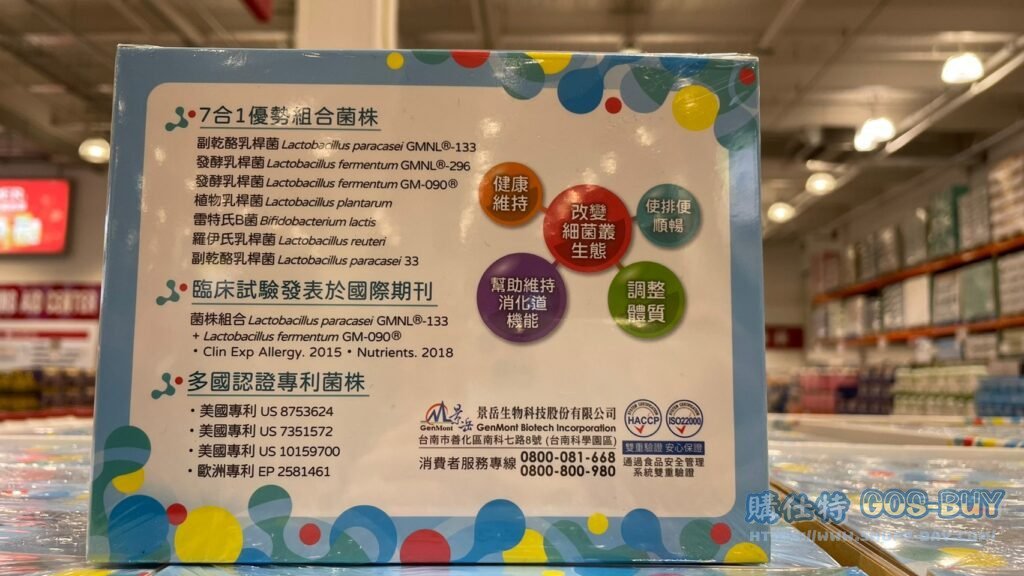 7合1優勢組合菌株
副乾酪乳桿菌 Lactobacillus paracasei GMNL®-133
發酵乳桿菌 Lactobacillus fermentum GMNL®-296
發酵乳桿菌 Lactobacillus fermentum GM-090®
植物乳桿菌 Lactobacillus plantarum
雷特氏B菌 Bifidobacterium lactis
羅伊氏乳桿菌 Lactobacillus reuteri
副乾酪乳桿菌 Lactobacillus paracasei 33
臨床試驗發表於國際期刊
菌株組合 Lactobacillus paracasei GMNL®-133
+ Lactobacillus fermentum GM-090®
• Clin Exp Allergy. 2015 • Nutrients. 2018
多國認證專利菌株
• 美國專利 US 8753624
• 美國專利 US 7351572
• 美國專利 US 10159700
• 歐洲專利 EP 2581461
健康
維持
改變
細菌叢
生態
使排便
順暢
幫助維持
消化道
機能
調整
體質
GenMont
景岳
景岳生物科技股份有限公司
GenMont Biotech Incorporation
台南市善化區南科七路8號 (台南科學園區)
消費者服務專線 0800-081-668
0800-800-980
HACCP
ISO22000
雙重驗證 安心保證
通過食品安全管理
系統雙重驗證
購仕特 GOS-BUY